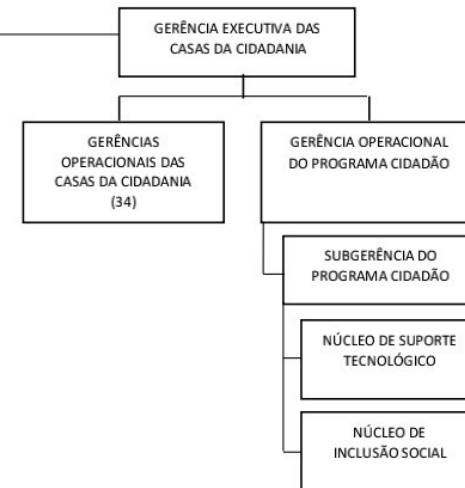 GERÊNCIA EXECUTIVA DAS
CASAS DA CIDADANIA
GERÊNCIAS
OPERACIONAIS DAS
CASAS DA CIDADANIA
(34)
GERÊNCIA OPERACIONAL
DO PROGRAMA CIDADÃO
SUBGERÊNCIA DO
PROGRAMA CIDADÃO
NÚCLEO DE SUPORTE
TECNOLÓGICO
NÚCLEO DE
INCLUSÃO SOCIAL